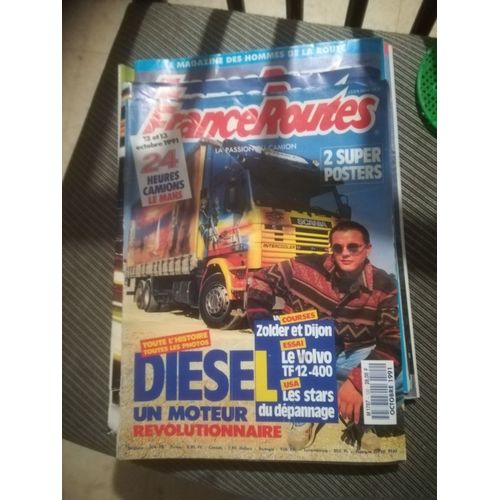 LE MAGAZINE DES HOMMES DE LA ROUTE
FranceRoutes
LA PASSION DU CAMION
12 et 13
octobre 1991
24
HEURES
CAMIONS
LE MANS
2 SUPER
POSTERS
SCANIA
INTERCOOLER
COURSES
Zolder et Dijon
ESSAI
Le Volvo
TF 12-400
USA
Les stars
du dépannage
TOUTE L'HISTOIRE
TOUTES LES PHOTOS
DIESEL
UN MOTEUR
REVOLUTIONNAIRE
OCTOBRE 1991